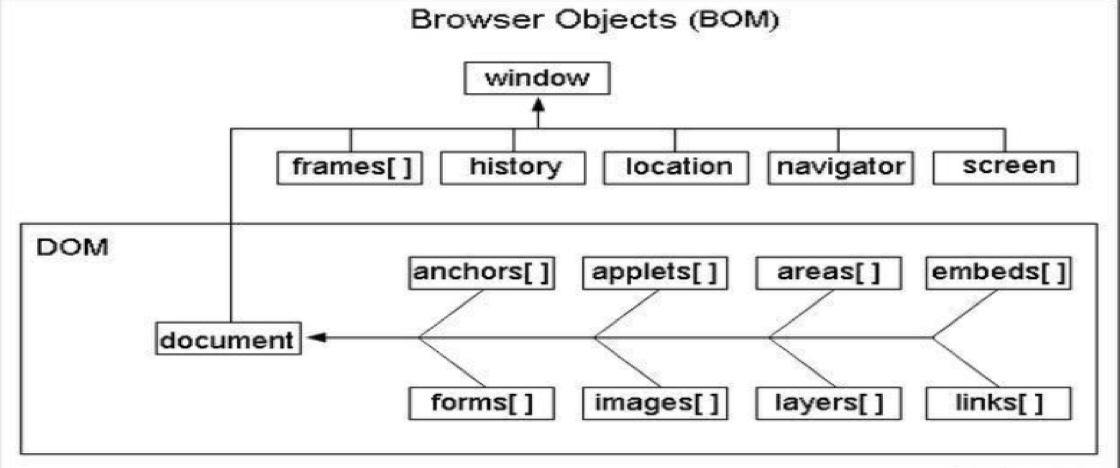 Browser Objects (BOM)
window
frames[ ]
history
location
navigator
screen
DOM
anchors[ ]
applets[ ]
areas[ ]
embeds[ ]
document
forms[ ]
images[ ]
layers[ ]
links[ ]